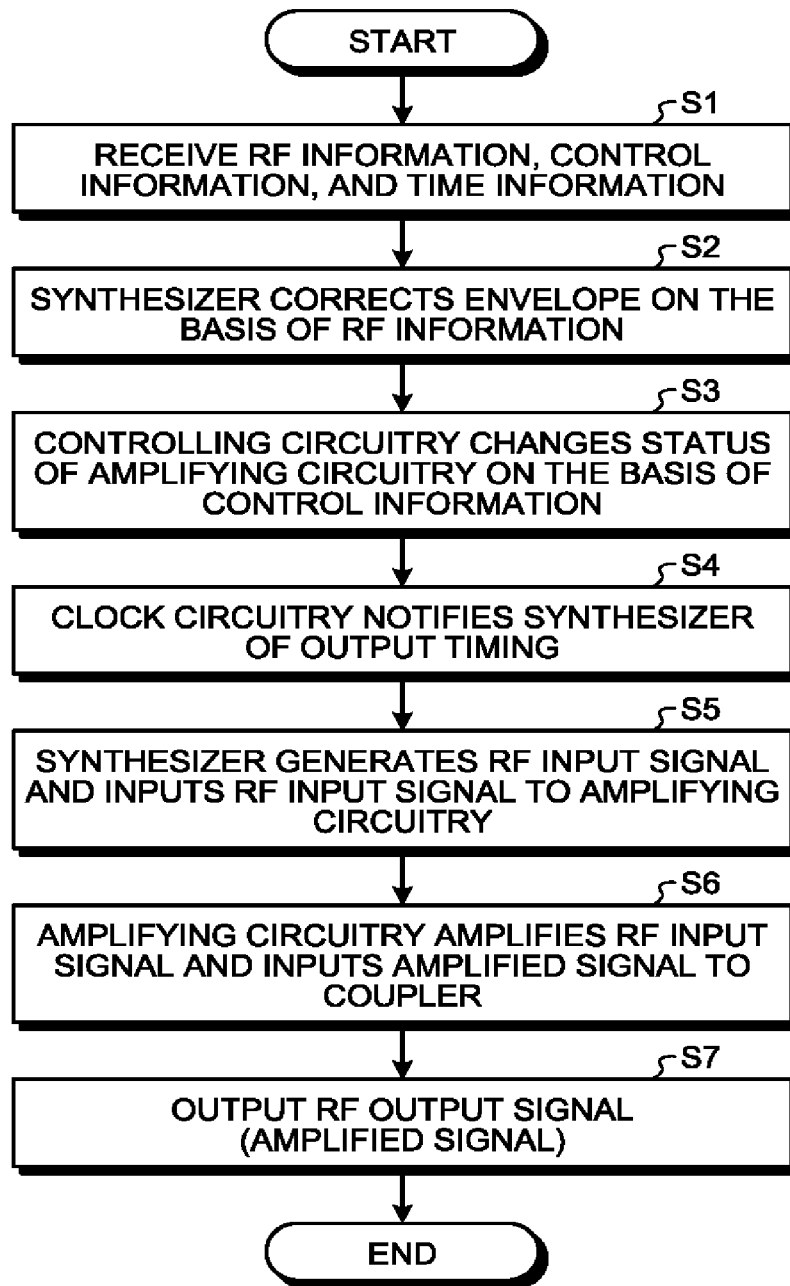 START
S1
RECEIVE RF INFORMATION, CONTROL
INFORMATION, AND TIME INFORMATION
S2
SYNTHESIZER CORRECTS ENVELOPE ON THE
BASIS OF RF INFORMATION
S3
CONTROLLING CIRCUITRY CHANGES STATUS
OF AMPLIFYING CIRCUITRY ON THE BASIS OF
CONTROL INFORMATION
S4
CLOCK CIRCUITRY NOTIFIES SYNTHESIZER
OF OUTPUT TIMING
S5
SYNTHESIZER GENERATES RF INPUT SIGNAL
AND INPUTS RF INPUT SIGNAL TO AMPLIFYING
CIRCUITRY
S6
AMPLIFYING CIRCUITRY AMPLIFIES RF INPUT
SIGNAL AND INPUTS AMPLIFIED SIGNAL TO
COUPLER
S7
OUTPUT RF OUTPUT SIGNAL
(AMPLIFIED SIGNAL)
END